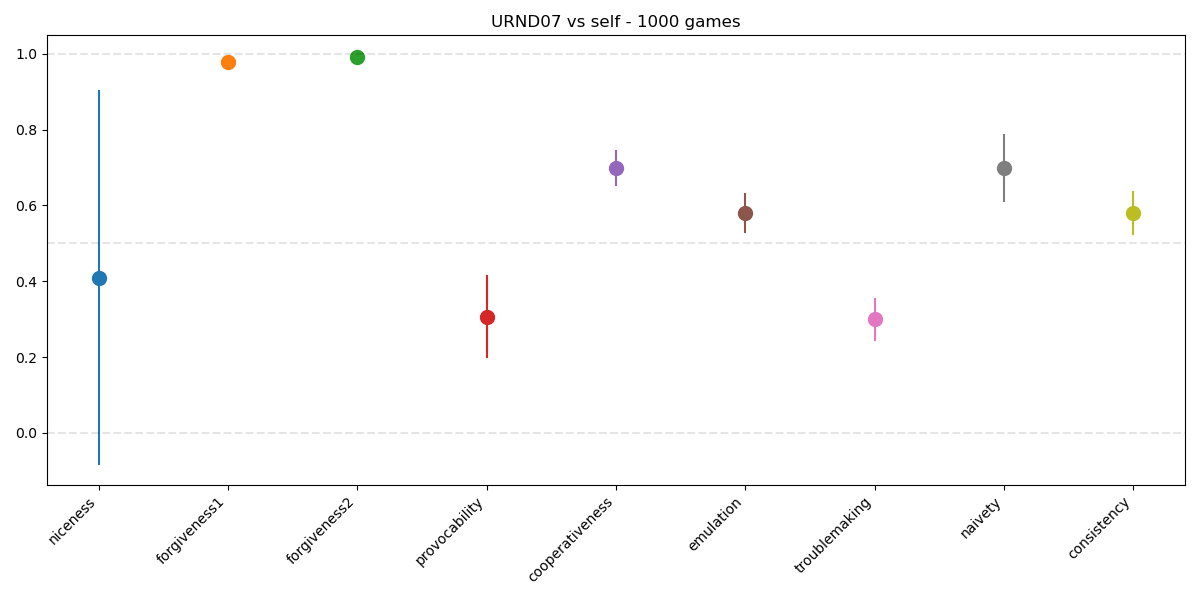 URND07 vs self - 1000 games
1.0
0.8
0.6
0.4
0.2
0.0
niceness
forgiveness1
forgiveness2
provocability
cooperativeness
emulation
troublemaking
naivety
consistency